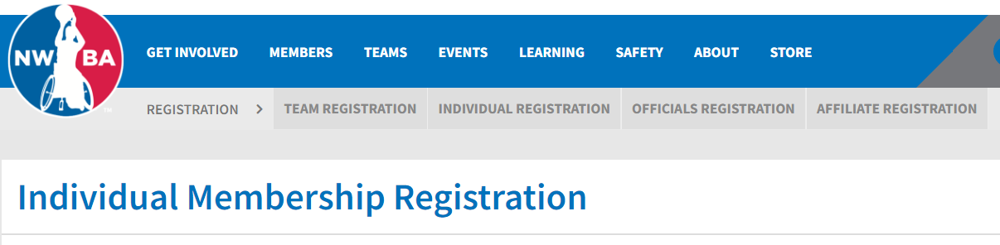 NWBA
GET INVOLVED MEMBERS TEAMS EVENTS LEARNING SAFETY ABOUT STORE
™
REGISTRATION > TEAM REGISTRATION INDIVIDUAL REGISTRATION OFFICIALS REGISTRATION AFFILIATE REGISTRATION
Individual Membership Registration